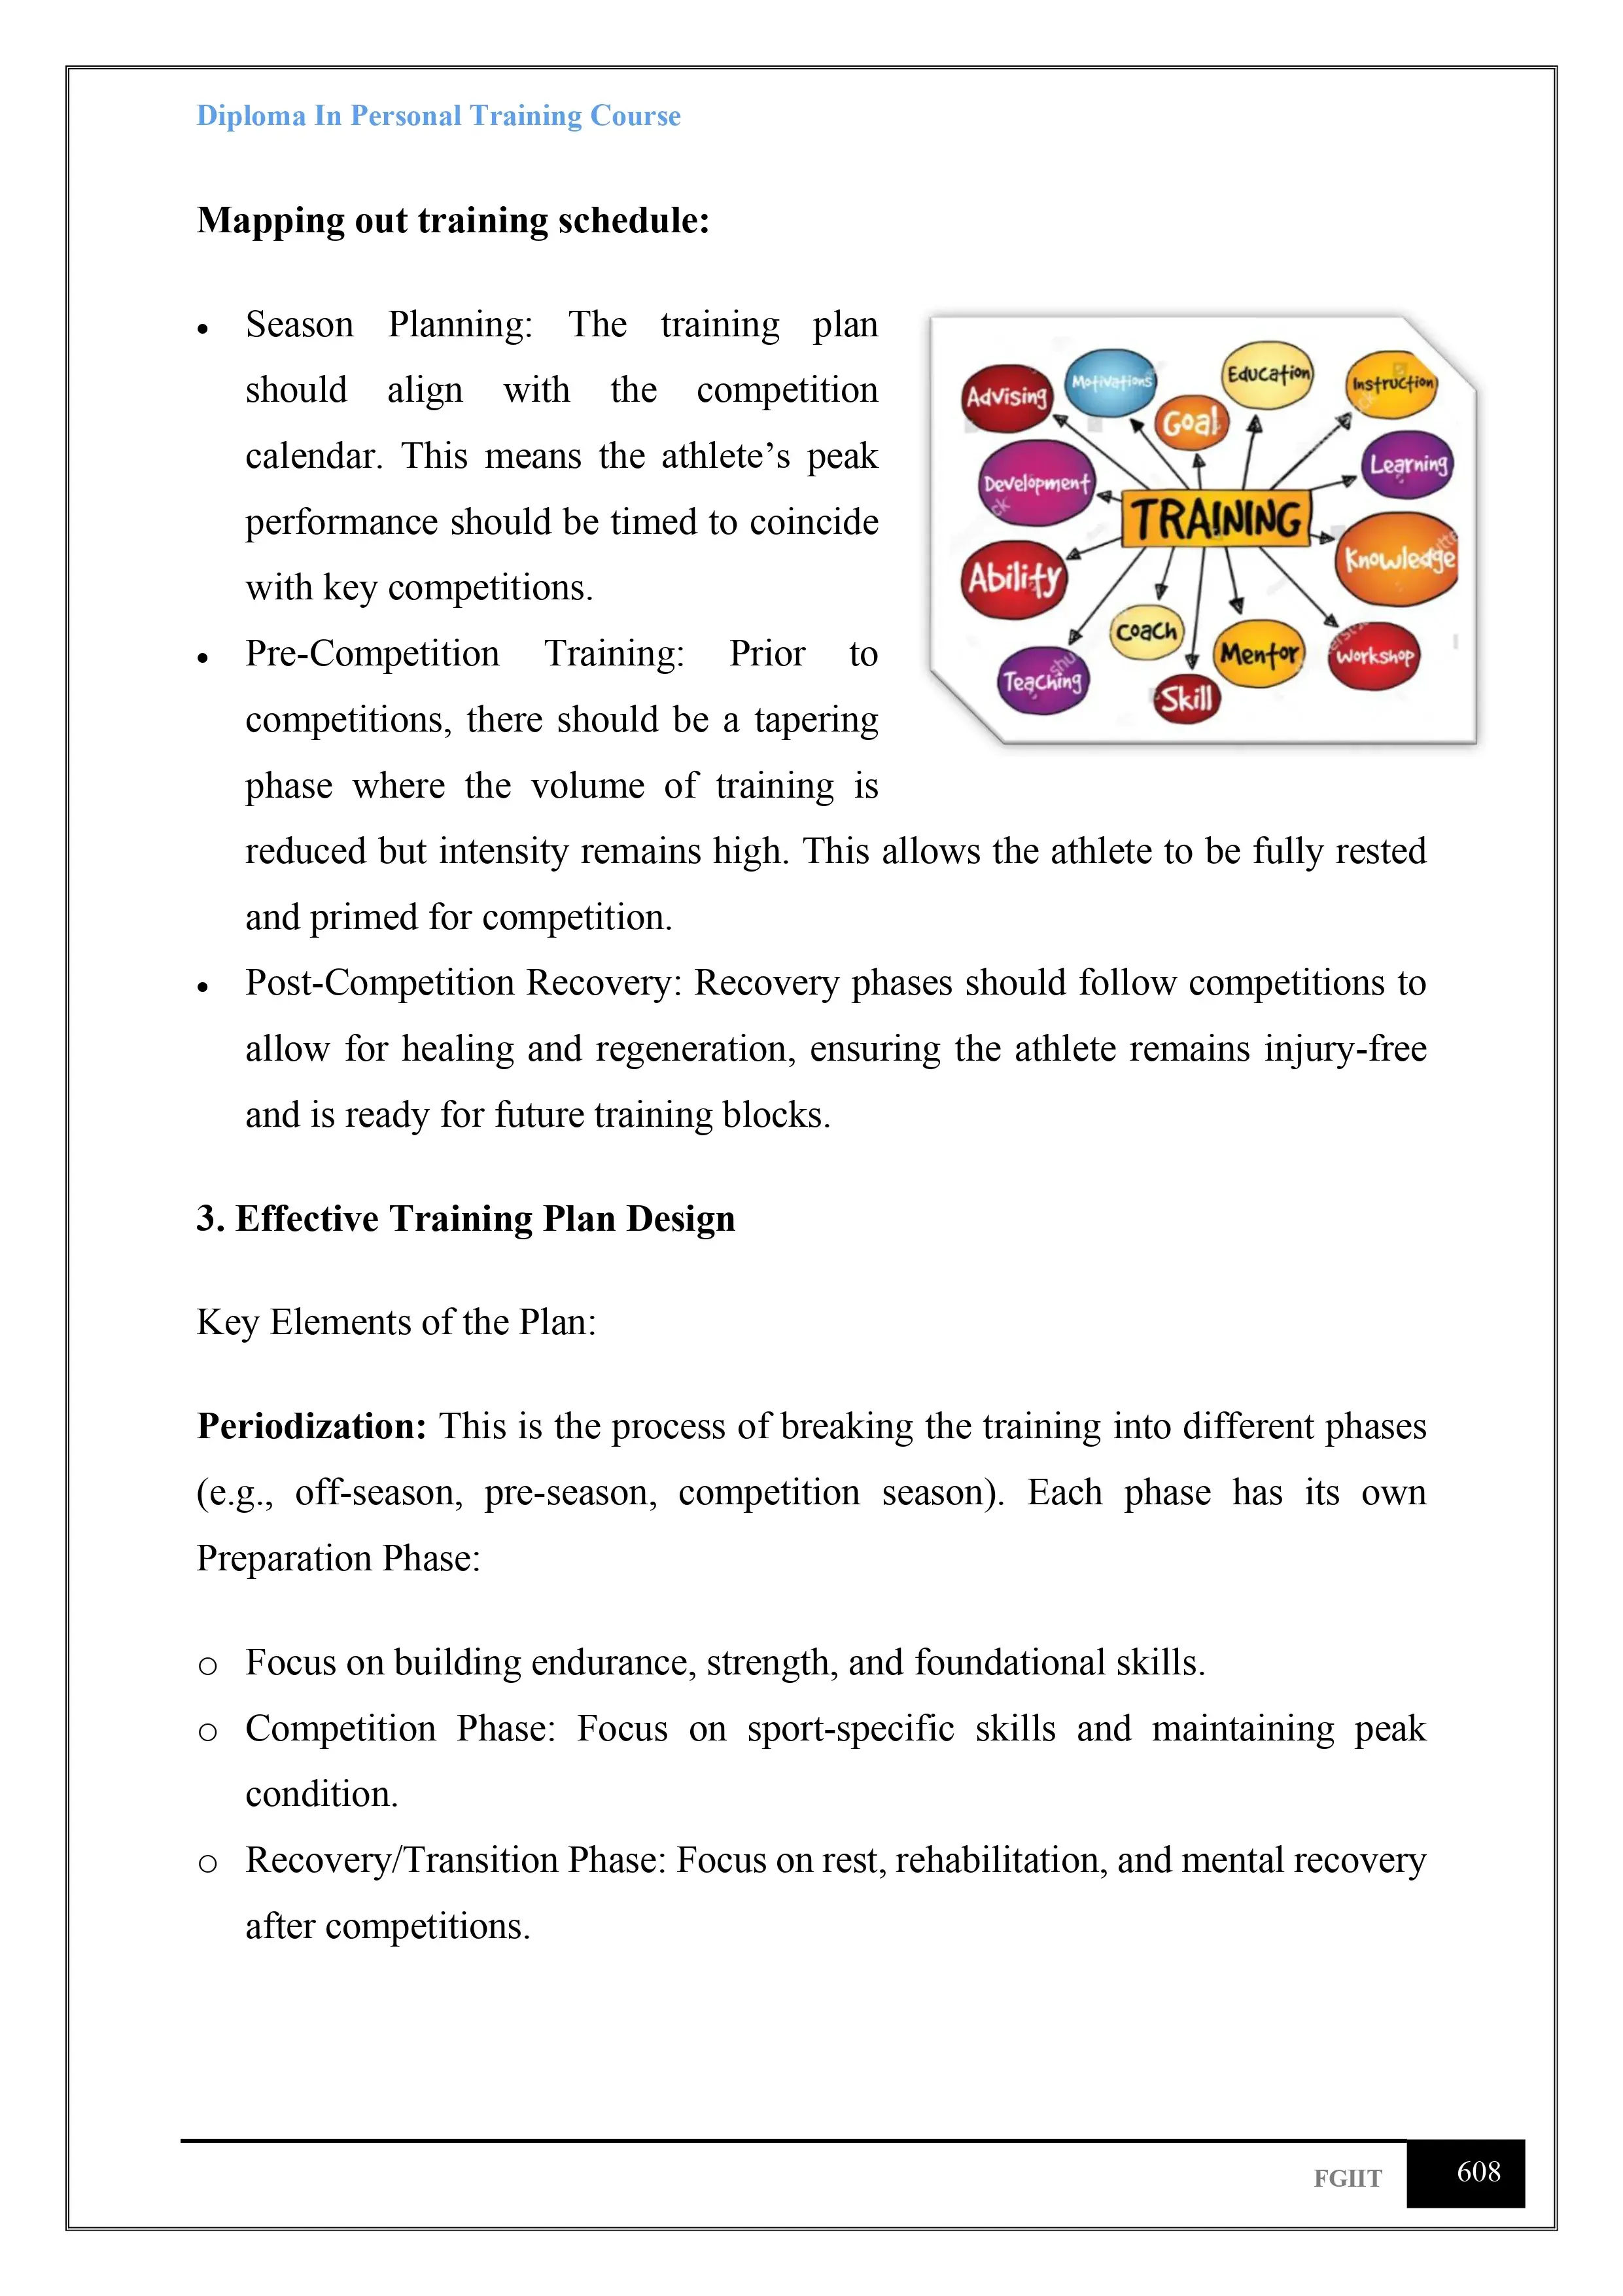 Diploma In Personal Training Course
Mapping out training schedule:
• Season Planning: The training plan
should align with the competition
calendar. This means the athlete’s peak
performance should be timed to coincide
with key competitions.
• Pre-Competition Training: Prior to
competitions, there should be a tapering
phase where the volume of training is
reduced but intensity remains high. This allows the athlete to be fully rested
and primed for competition.
• Post-Competition Recovery: Recovery phases should follow competitions to
allow for healing and regeneration, ensuring the athlete remains injury-free
and is ready for future training blocks.
Advising
Motivations
Goal
Education
Instruction
Development
Learning
TRAINING
Ability
Knowledge
Coach
Mentor
Workshop
Teaching
Skill
3. Effective Training Plan Design
Key Elements of the Plan:
Periodization: This is the process of breaking the training into different phases
(e.g., off-season, pre-season, competition season). Each phase has its own
Preparation Phase:
o Focus on building endurance, strength, and foundational skills.
o Competition Phase: Focus on sport-specific skills and maintaining peak
condition.
o Recovery/Transition Phase: Focus on rest, rehabilitation, and mental recovery
after competitions.
FGIIT
608